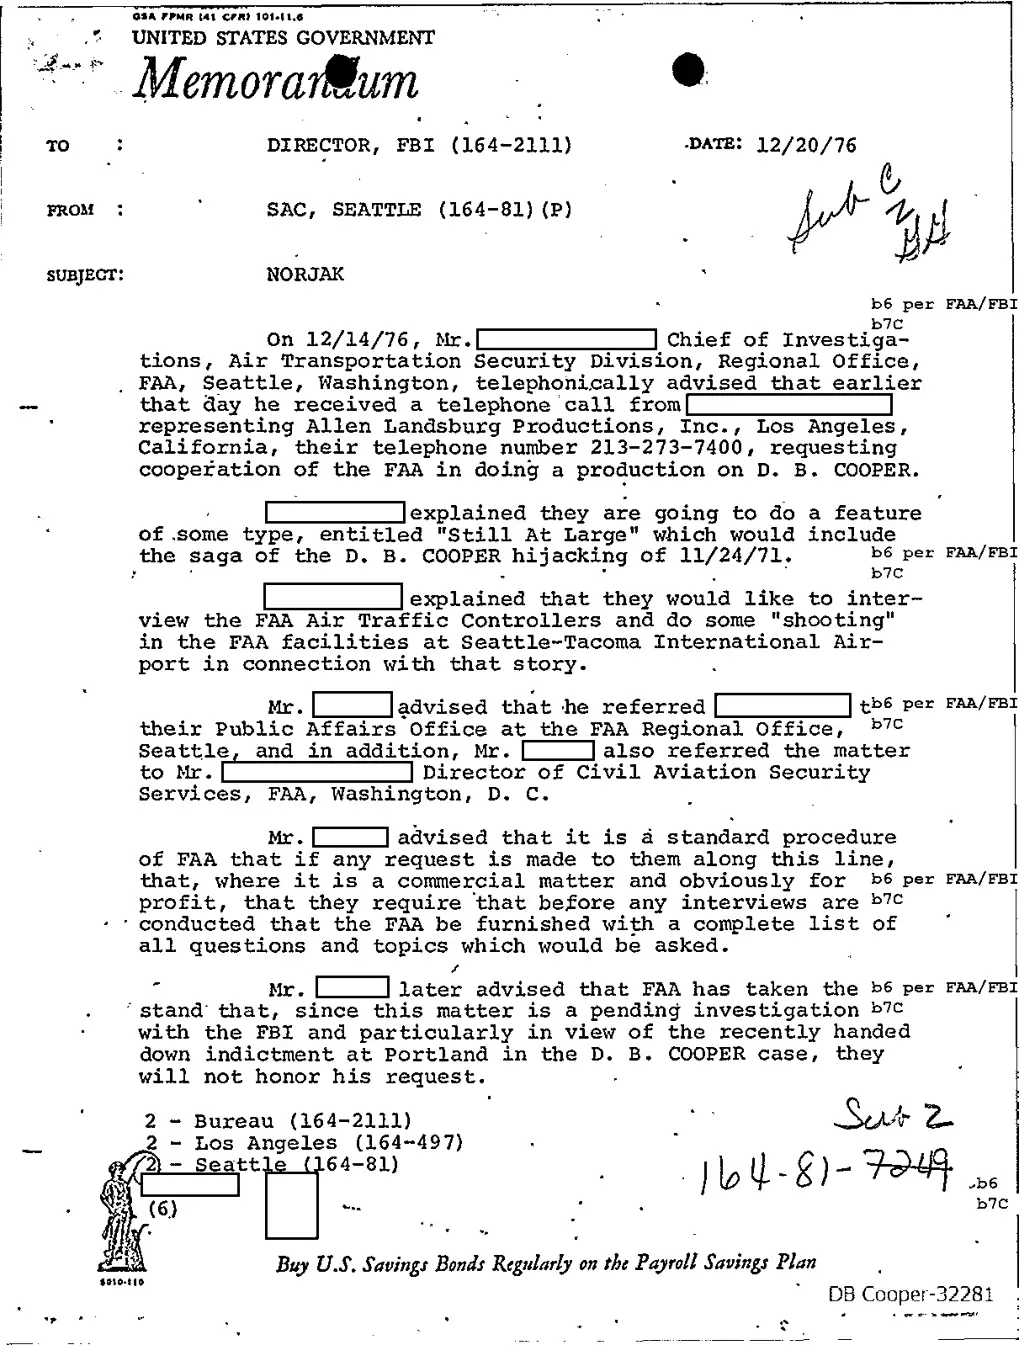 GSA FPMR (41 CFR) 101-11.6
UNITED STATES GOVERNMENT
Memorandum
TO : DIRECTOR, FBI (164-2111) DATE: 12/20/76
FROM : SAC, SEATTLE (164-81)(P)
Sub C
SUBJECT: NORJAK
b6 per FAA/FBI
b7C
On 12/14/76, Mr. Chief of Investiga-
tions, Air Transportation Security Division, Regional Office,
FAA, Seattle, Washington, telephonically advised that earlier
that day he received a telephone call from
representing Allen Landsburg Productions, Inc., Los Angeles,
California, their telephone number 213-273-7400, requesting
cooperation of the FAA in doing a production on D. B. COOPER.
explained they are going to do a feature
of some type, entitled "Still At Large" which would include
the saga of the D. B. COOPER hijacking of 11/24/71.
b6 per FAA/FBI
b7C
explained that they would like to inter-
view the FAA Air Traffic Controllers and do some "shooting"
in the FAA facilities at Seattle-Tacoma International Air-
port in connection with that story.
Mr. advised that he referred t
b6 per FAA/FBI
b7C
their Public Affairs Office at the FAA Regional Office,
Seattle, and in addition, Mr. also referred the matter
to Mr. Director of Civil Aviation Security
Services, FAA, Washington, D. C.
Mr. advised that it is a standard procedure
of FAA that if any request is made to them along this line,
that, where it is a commercial matter and obviously for
b6 per FAA/FBI
b7C
profit, that they require that before any interviews are
conducted that the FAA be furnished with a complete list of
all questions and topics which would be asked.
Mr. later advised that FAA has taken the
b6 per FAA/FBI
b7C
stand that, since this matter is a pending investigation
with the FBI and particularly in view of the recently handed
down indictment at Portland in the D. B. COOPER case, they
will not honor his request.
2 - Bureau (164-2111)
2 - Los Angeles (164-497)
2 - Seattle (164-81)
(6)
Sub 2
164-81-7249
b6
b7C
Buy U.S. Savings Bonds Regularly on the Payroll Savings Plan
5010-110
DB Cooper-32281